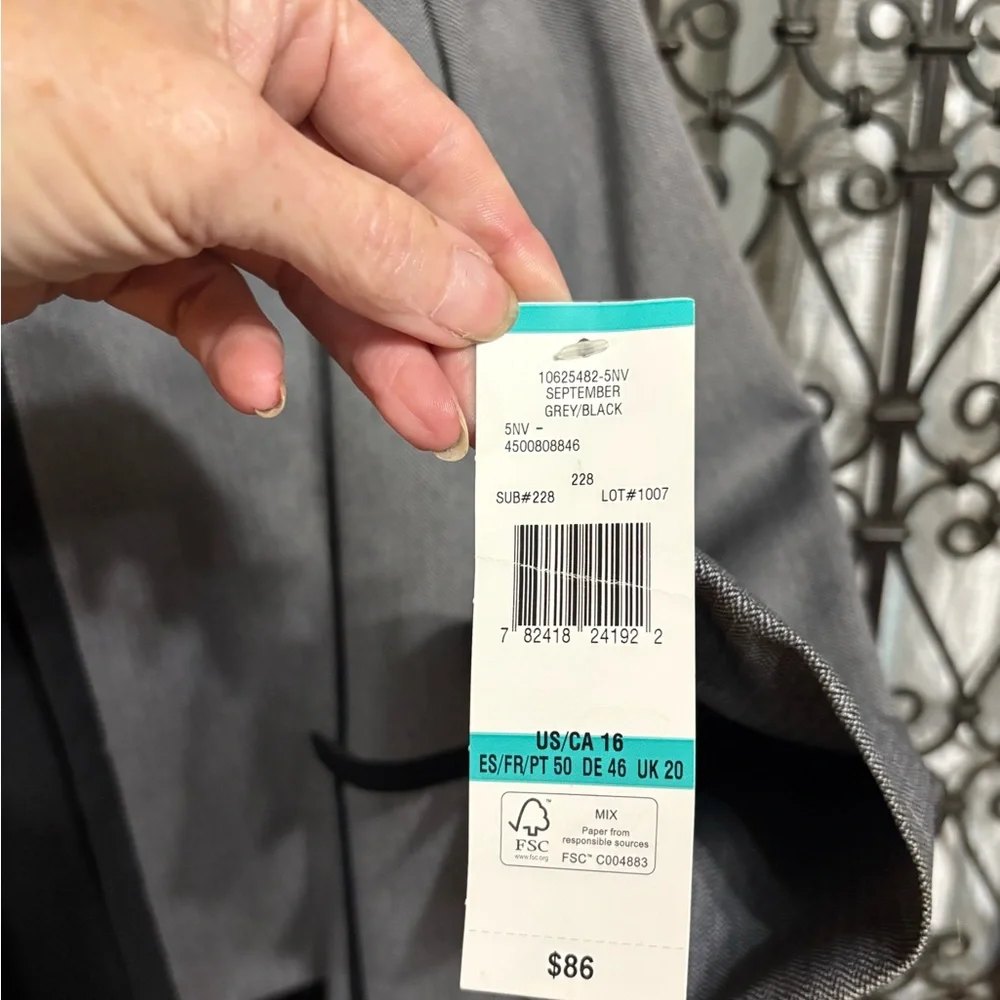 10625482-5NV
SEPTEMBER
GREY/BLACK
5NV -
4500808846
228
SUB#228 LOT#1007
7 82418 24192 2
US/CA 16
ES/FR/PT 50 DE 46 UK 20
FSC™
www.fsc.org
MIX
Paper from
responsible sources
FSC™ C004883
$86